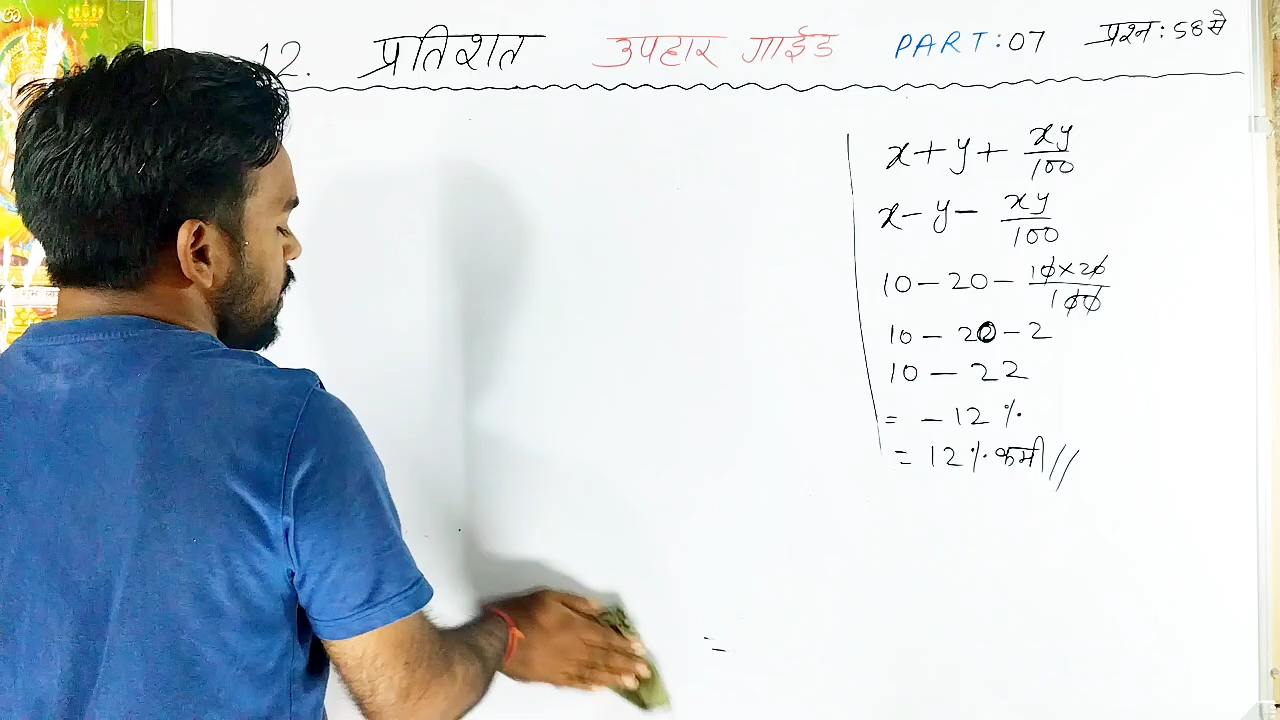 12. प्रतिशत उपहार गाईड PART:07 प्रश्न: 58 से
x + y + xy/100
x - y - xy/100
10 - 20 - 10×20/100
10 - 20 - 2
10 - 22
= - 12 %
= 12 % कमी //
=